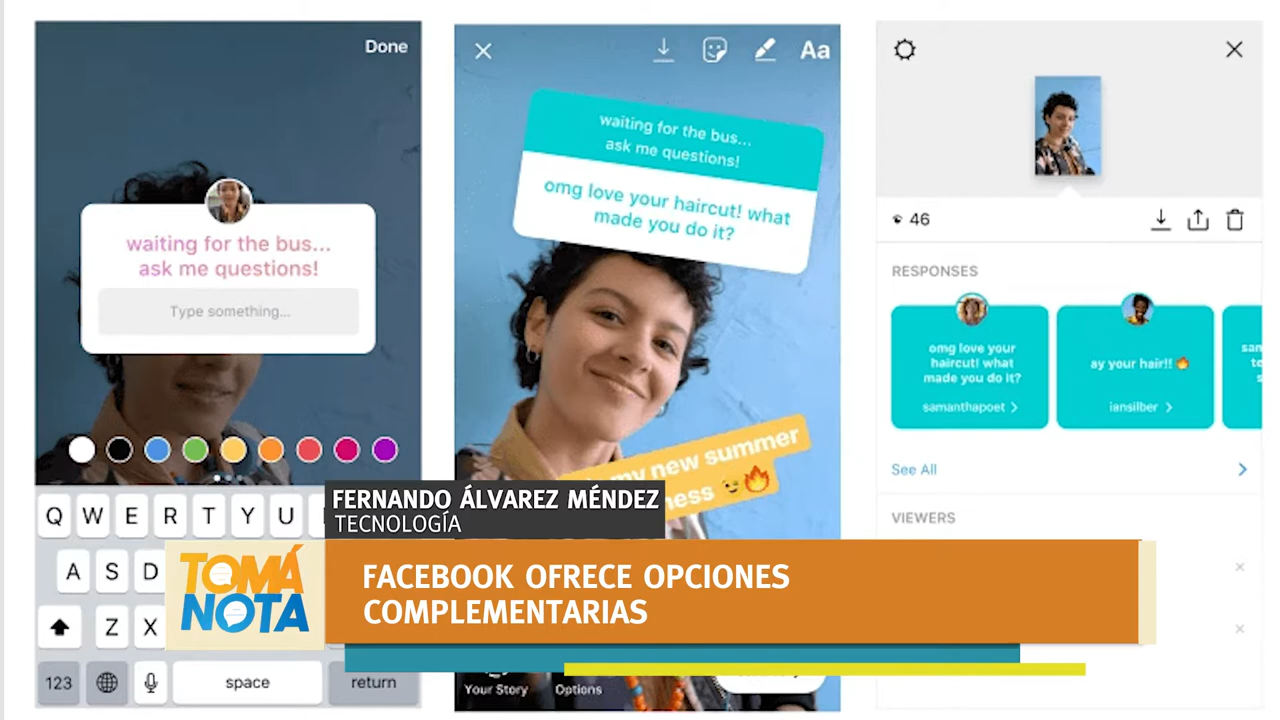 Done
waiting for the bus...
ask me questions!
Type something...
Q W E R T Y U
A S D
Z X
123
space
return
Aa
waiting for the bus...
ask me questions!
omg love your haircut! what
made you do it?
my new summer
Your Story
Options
46
RESPONSES
omg love your
haircut! what
made you do it?
samanthapoet
ay your hair!! 🔥
iansilber
See All
VIEWERS
FERNANDO ÁLVAREZ MÉNDEZ
TECNOLOGÍA
TOMÁ
NOTA
FACEBOOK OFRECE OPCIONES
COMPLEMENTARIAS